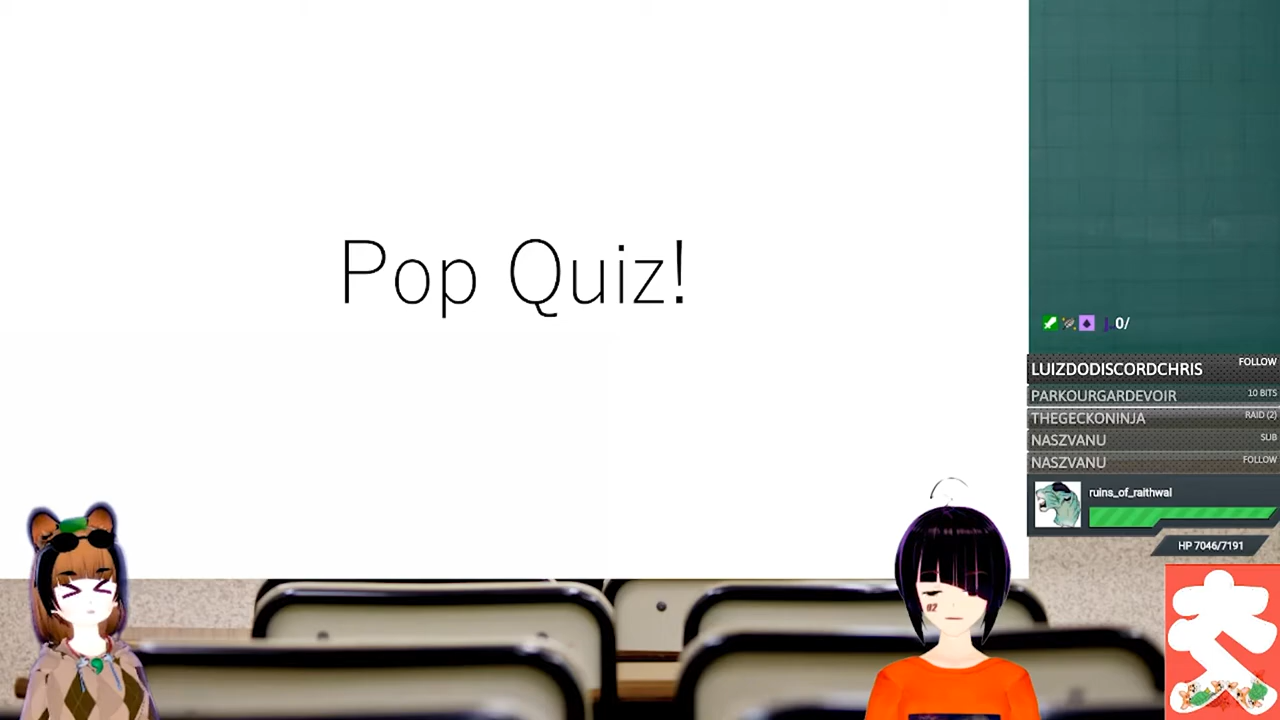 Pop Quiz!
0/
LUIZDODISCORDCHRIS FOLLOW
PARKOURGARDEVOIR 10 BITS
THEGECKONINJA RAID (2)
NASZVANU SUB
NASZVANU FOLLOW
ruins_of_raithwal
HP 7046/7191
02